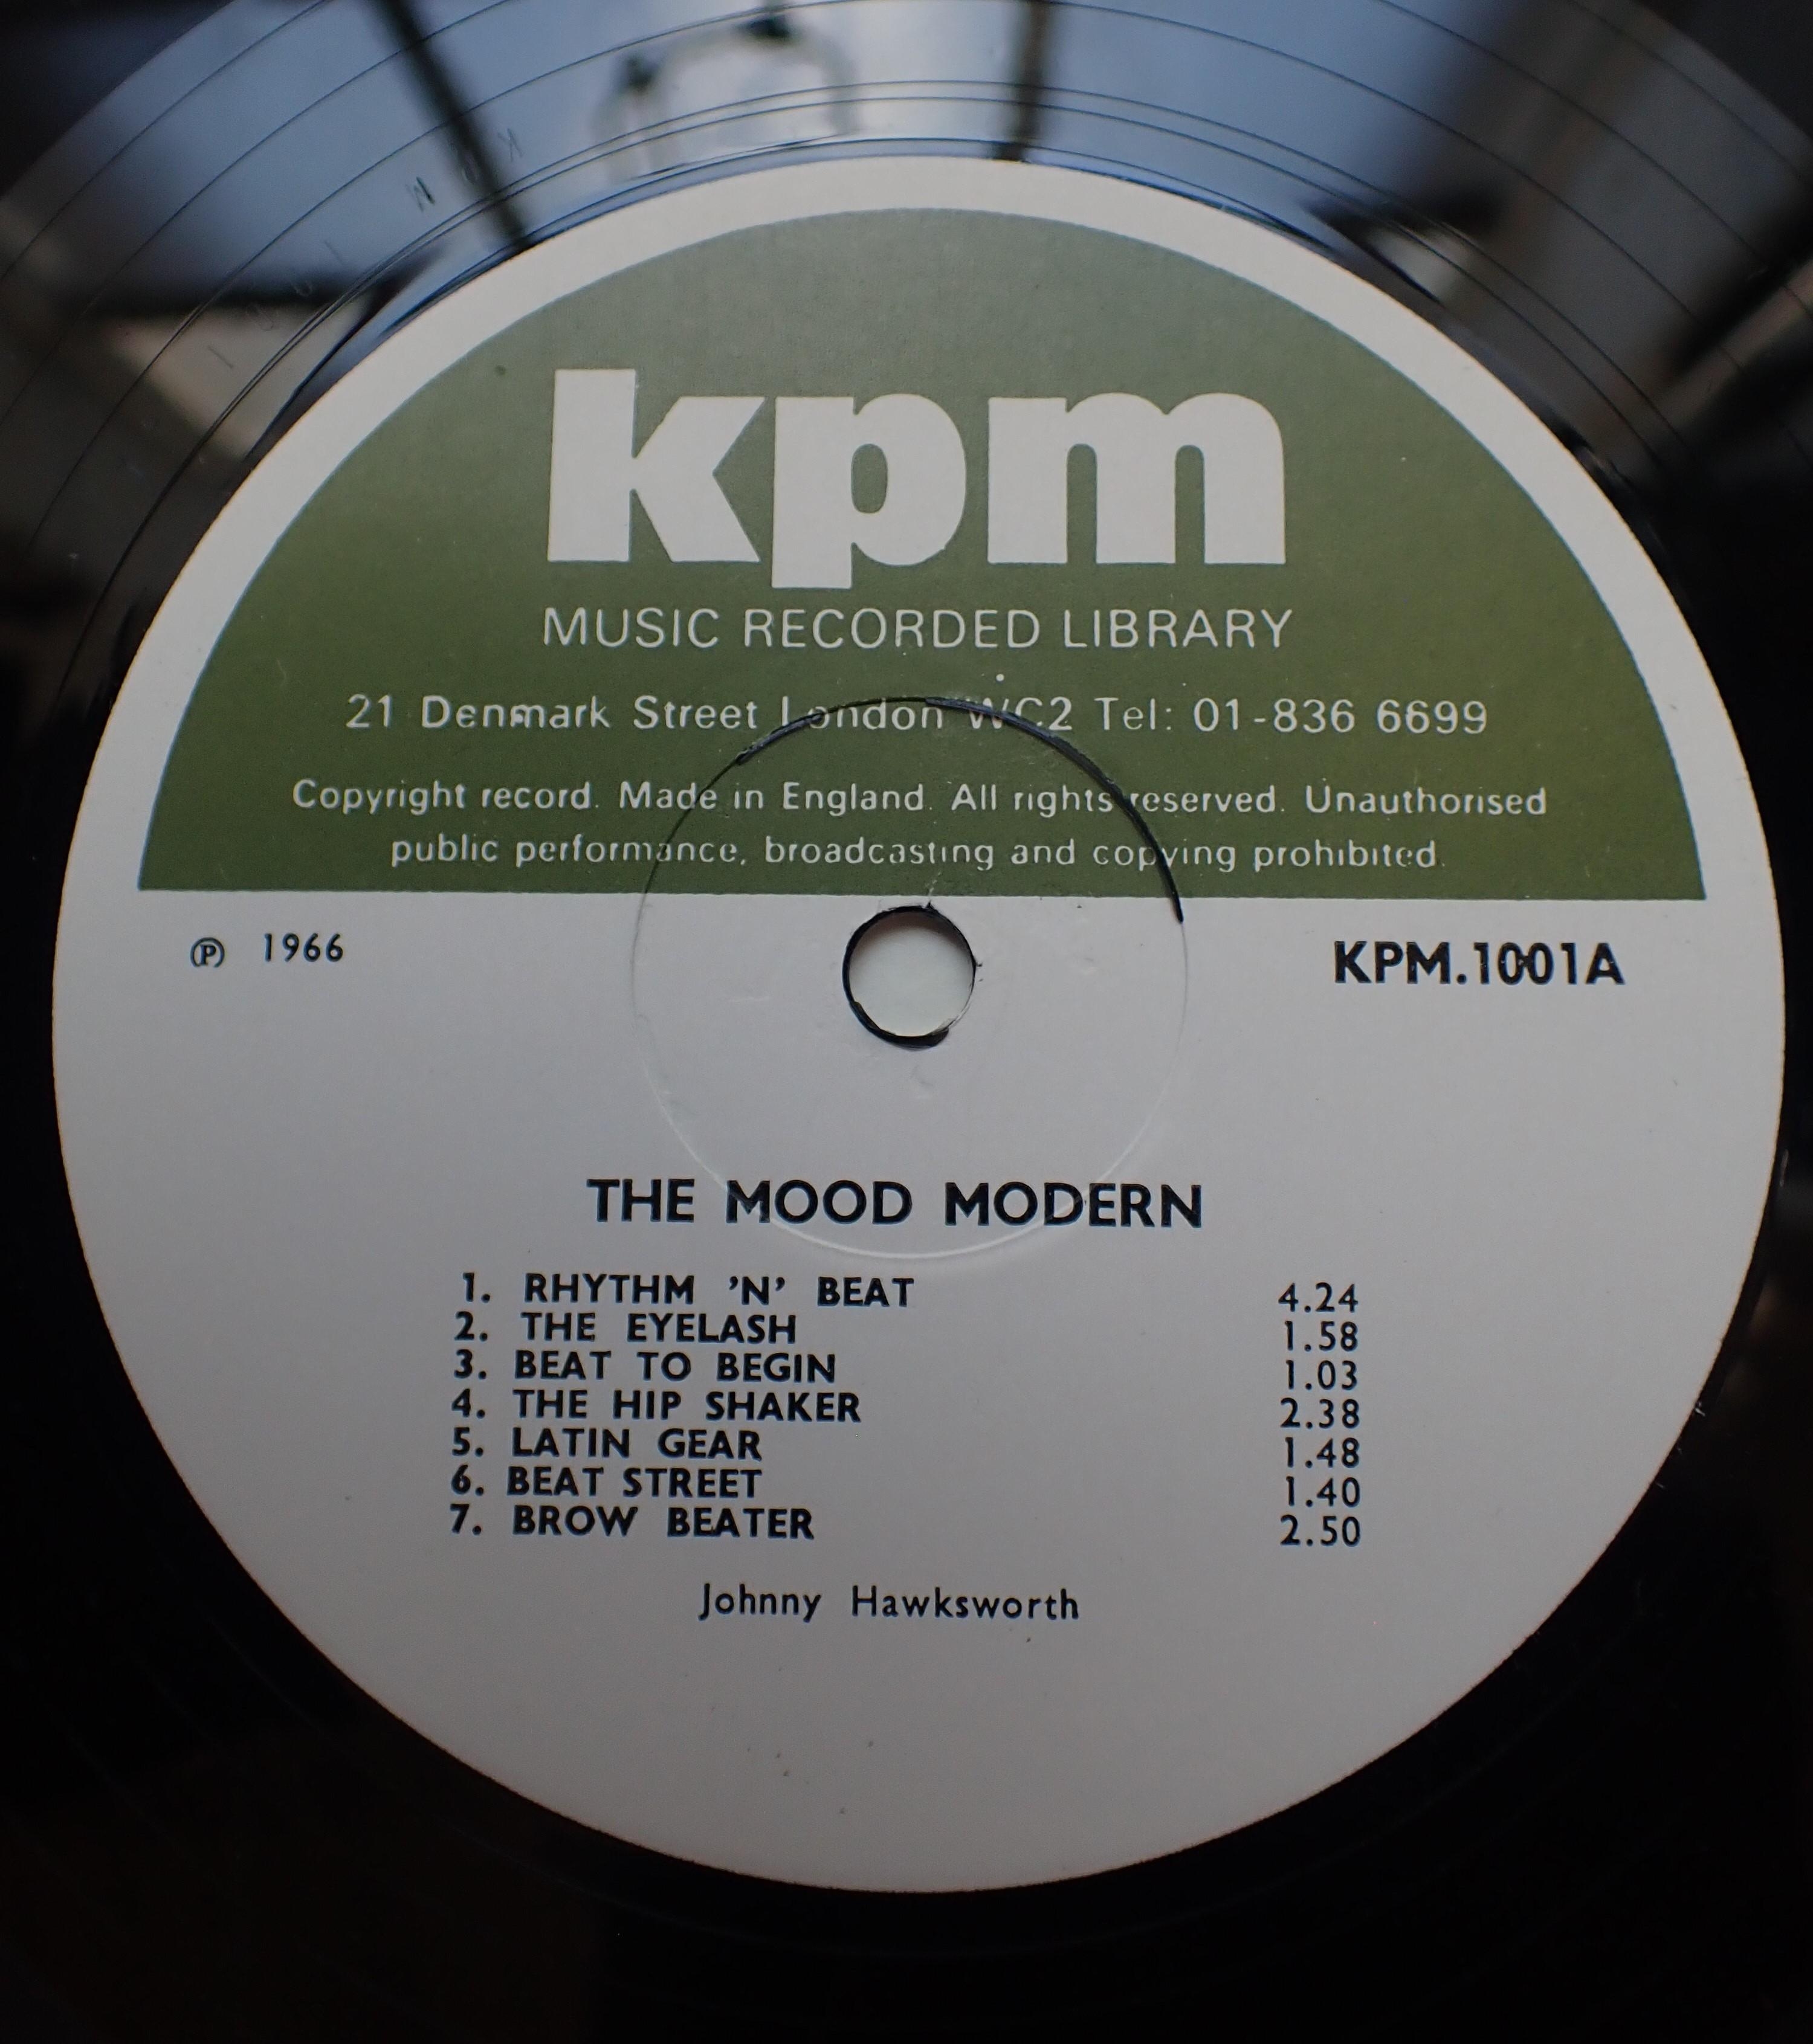 kpm
MUSIC RECORDED LIBRARY
21 Denmark Street London WC2 Tel: 01-836 6699
Copyright record. Made in England. All rights reserved. Unauthorised
public performance, broadcasting and copying prohibited.
℗ 1966 KPM.1001A
THE MOOD MODERN
1. RHYTHM 'N' BEAT 4.24
2. THE EYELASH 1.58
3. BEAT TO BEGIN 1.03
4. THE HIP SHAKER 2.38
5. LATIN GEAR 1.48
6. BEAT STREET 1.40
7. BROW BEATER 2.50
Johnny Hawksworth